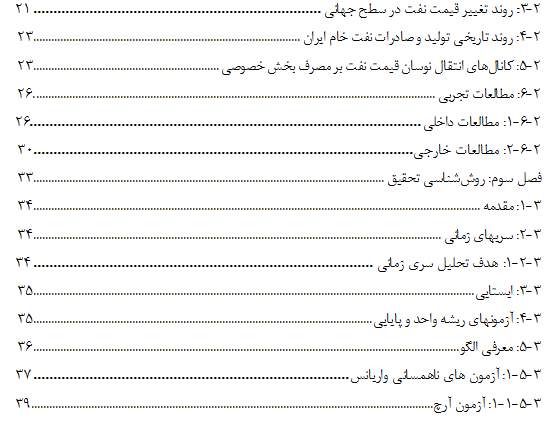 ۳-۲: روند تغییر قیمت نفت در سطح جهانی ........................ ۲۱
۴-۲: روند تاریخی تولید و صادرات نفت خام ایران ........................ ۲۳
۵-۲: کانال‌های انتقال نوسان قیمت نفت بر مصرف بخش خصوصی ........................ ۲۳
۶-۲: مطالعات تجربی ........................ ۲۶
۱-۶-۲: مطالعات داخلی ........................ ۲۶
۲-۶-۲: مطالعات خارجی ........................ ۳۰
فصل سوم: روش‌شناسی تحقیق ........................ ۳۳
۱-۳: مقدمه ........................ ۳۴
۲-۳: سریهای زمانی ........................ ۳۴
۱-۲-۳: هدف تحلیل سری زمانی ........................ ۳۴
۳-۳: ایستایی ........................ ۳۵
۴-۳: آزمونهای ریشه واحد و پایایی ........................ ۳۵
۵-۳: معرفی الگو ........................ ۳۶
۱-۵-۳: آزمون های ناهمسانی واریانس ........................ ۳۷
۱-۱-۵-۳: آزمون آرچ ........................ ۳۹